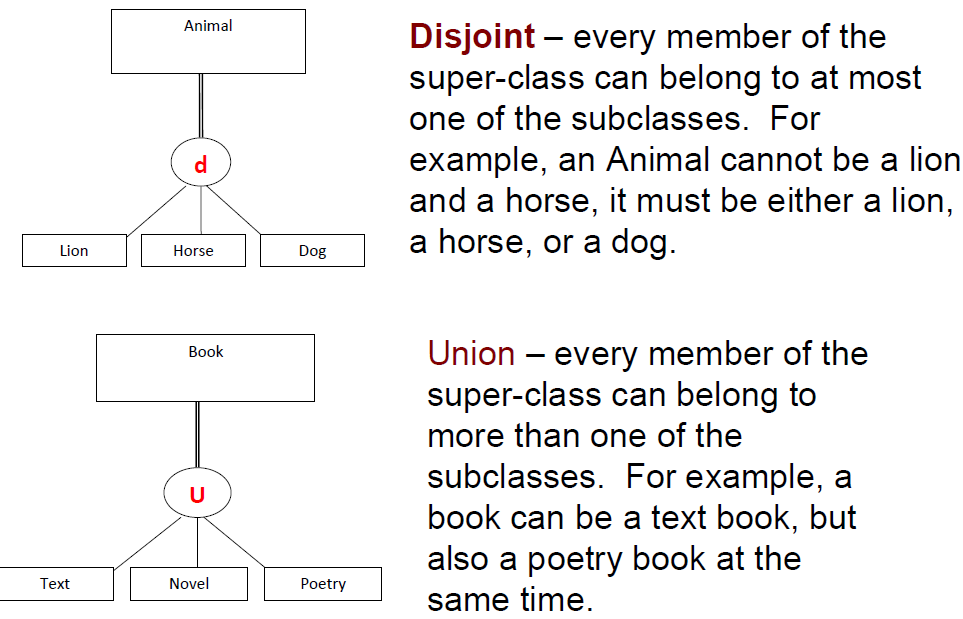 Animal
d
Lion
Horse
Dog
Disjoint – every member of the
super-class can belong to at most
one of the subclasses. For
example, an Animal cannot be a lion
and a horse, it must be either a lion,
a horse, or a dog.
Book
U
Text
Novel
Poetry
Union – every member of the
super-class can belong to
more than one of the
subclasses. For example, a
book can be a text book, but
also a poetry book at the
same time.